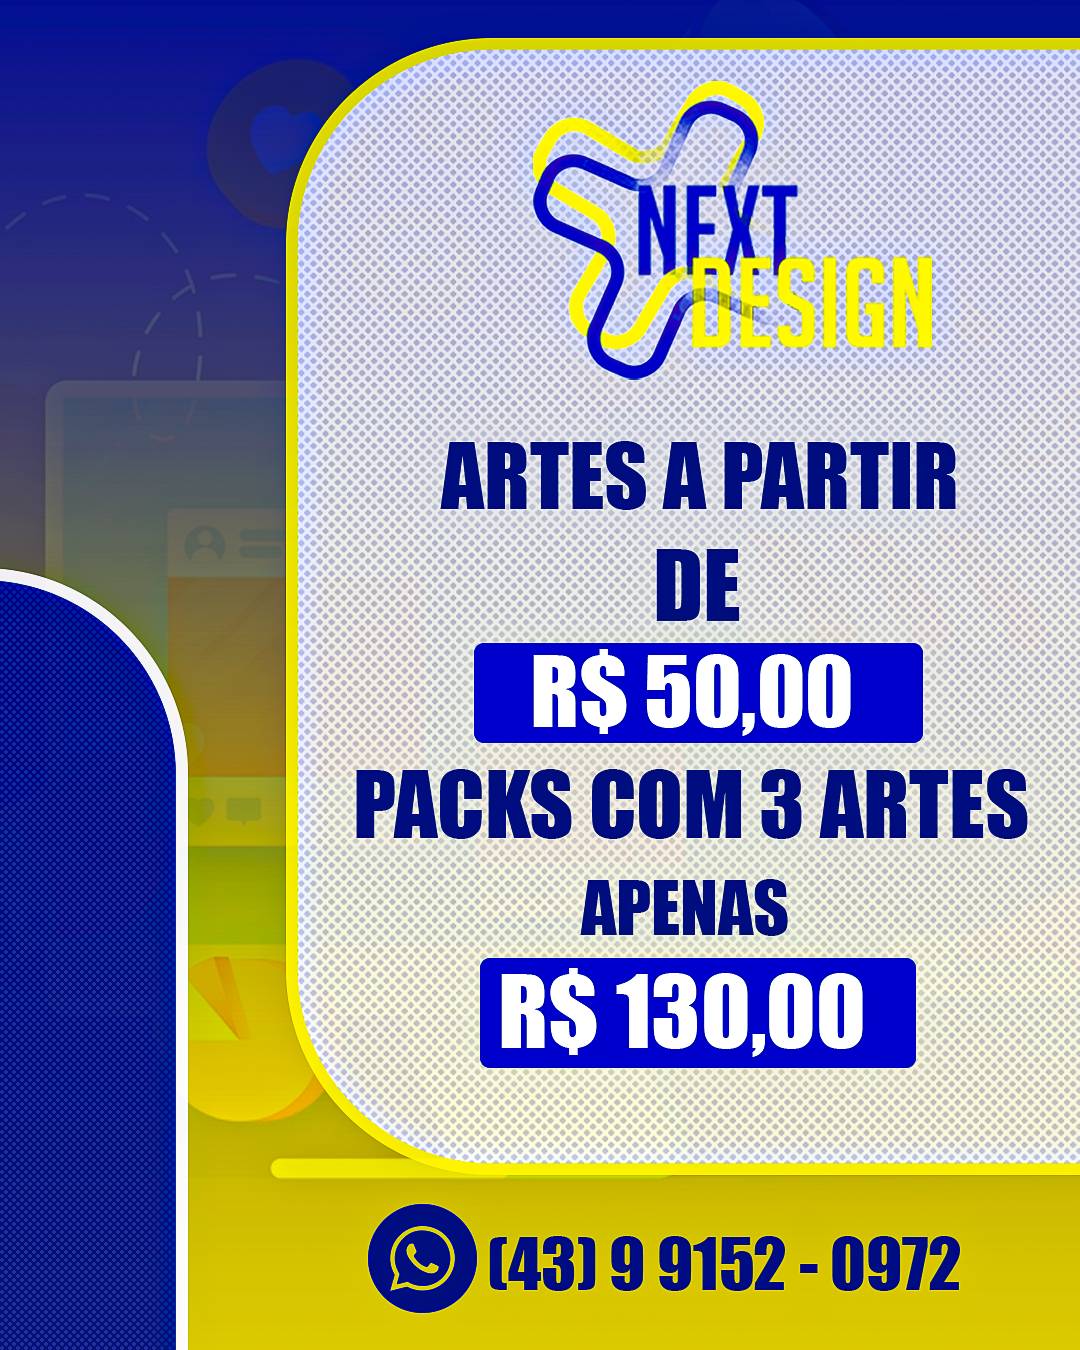 NEXT
DESIGN
ARTES A PARTIR
DE
R$ 50,00
PACKS COM 3 ARTES
APENAS
R$ 130,00
(43) 9 9152 - 0972